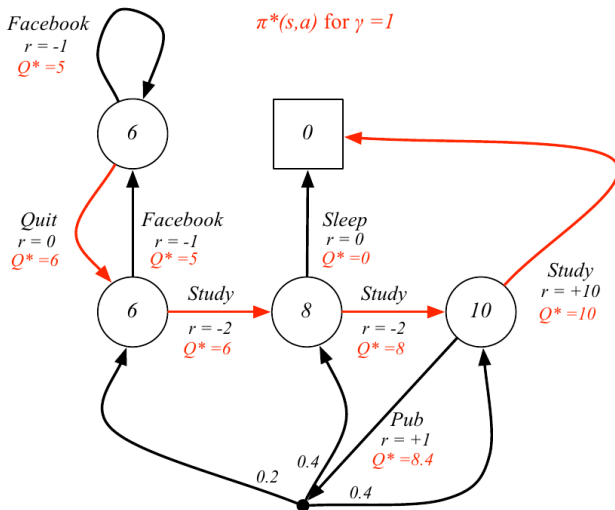 Facebook
r = -1
Q* =5
π*(s,a) for γ =1
6
0
Quit
r = 0
Q* =6
Facebook
r = -1
Q* =5
Sleep
r = 0
Q* =0
Study
r = +10
Q* =10
6
Study
r = -2
Q* =6
8
Study
r = -2
Q* =8
10
Pub
r = +1
Q* =8.4
0.2
0.4
0.4